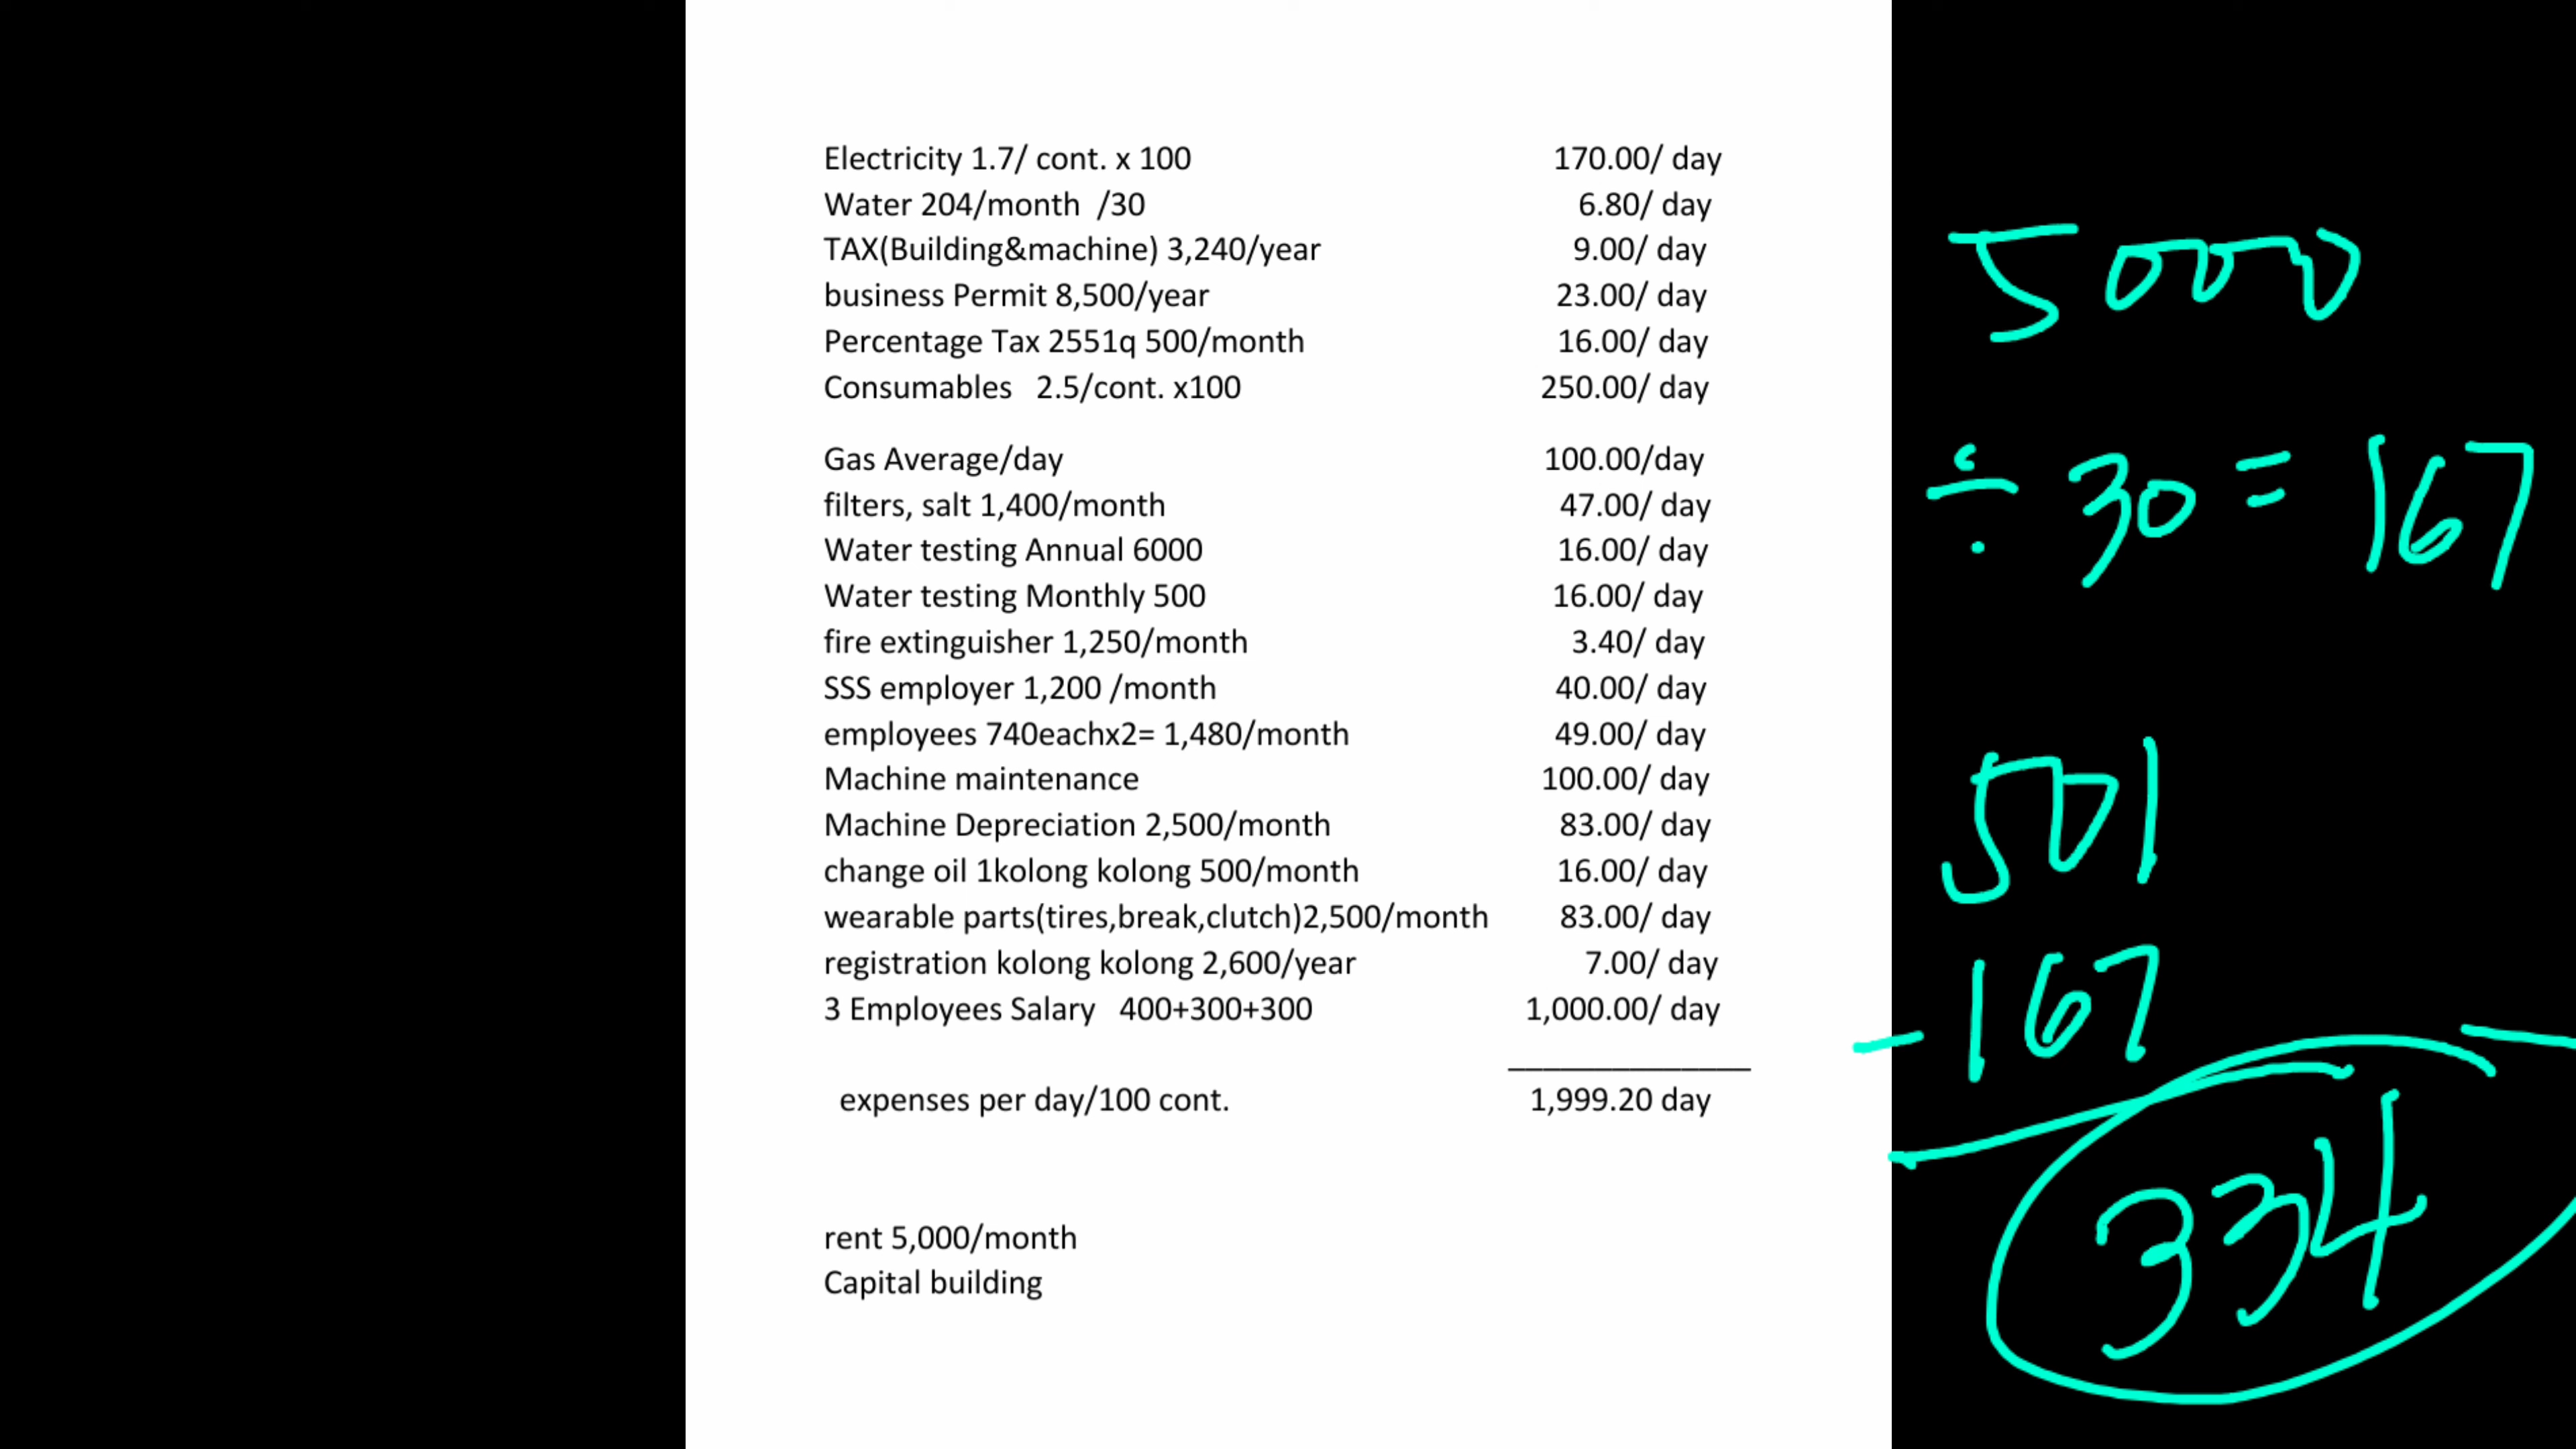 Electricity 1.7/ cont. x 100 170.00/ day
Water 204/month /30 6.80/ day
TAX(Building&machine) 3,240/year 9.00/ day
business Permit 8,500/year 23.00/ day
Percentage Tax 2551q 500/month 16.00/ day
Consumables 2.5/cont. x100 250.00/ day
Gas Average/day 100.00/day
filters, salt 1,400/month 47.00/ day
Water testing Annual 6000 16.00/ day
Water testing Monthly 500 16.00/ day
fire extinguisher 1,250/month 3.40/ day
SSS employer 1,200 /month 40.00/ day
employees 740eachx2= 1,480/month 49.00/ day
Machine maintenance 100.00/ day
Machine Depreciation 2,500/month 83.00/ day
change oil 1kolong kolong 500/month 16.00/ day
wearable parts(tires,break,clutch)2,500/month 83.00/ day
registration kolong kolong 2,600/year 7.00/ day
3 Employees Salary 400+300+300 1,000.00/ day
expenses per day/100 cont. 1,999.20 day
rent 5,000/month
Capital building
5000
÷ 30 = 167
501
- 167
334